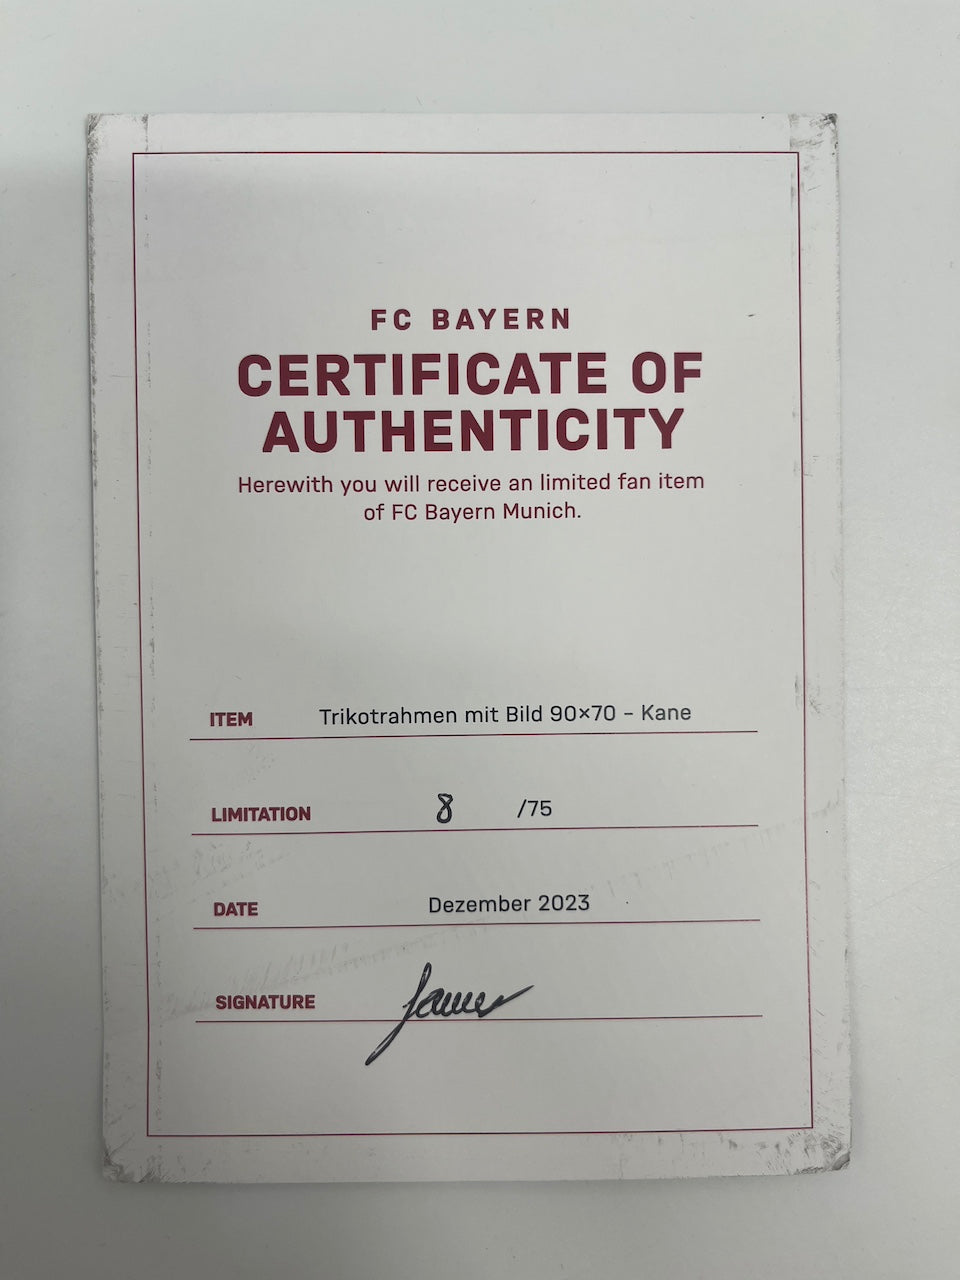 FC BAYERN
CERTIFICATE OF
AUTHENTICITY
Herewith you will receive an limited fan item
of FC Bayern Munich.
ITEM Trikotrahmen mit Bild 90×70 – Kane
LIMITATION 8 /75
DATE Dezember 2023
SIGNATURE